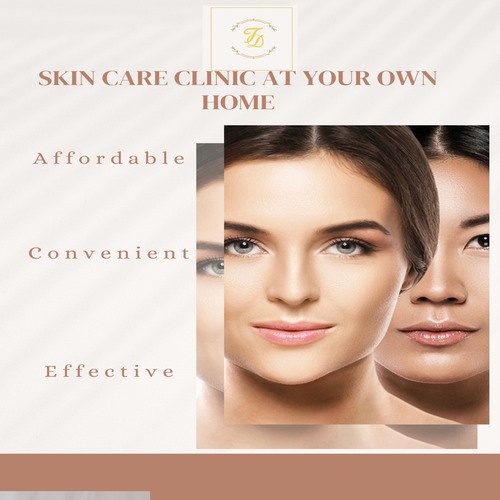 SKIN CARE CLINIC AT YOUR OWN
HOME
Affordable
Convenient
Effective